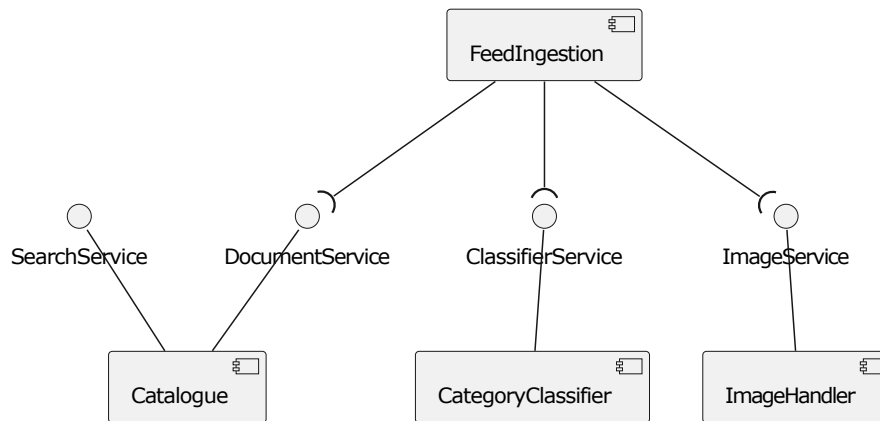 FeedIngestion
SearchService
DocumentService
ClassifierService
ImageService
Catalogue
CategoryClassifier
ImageHandler